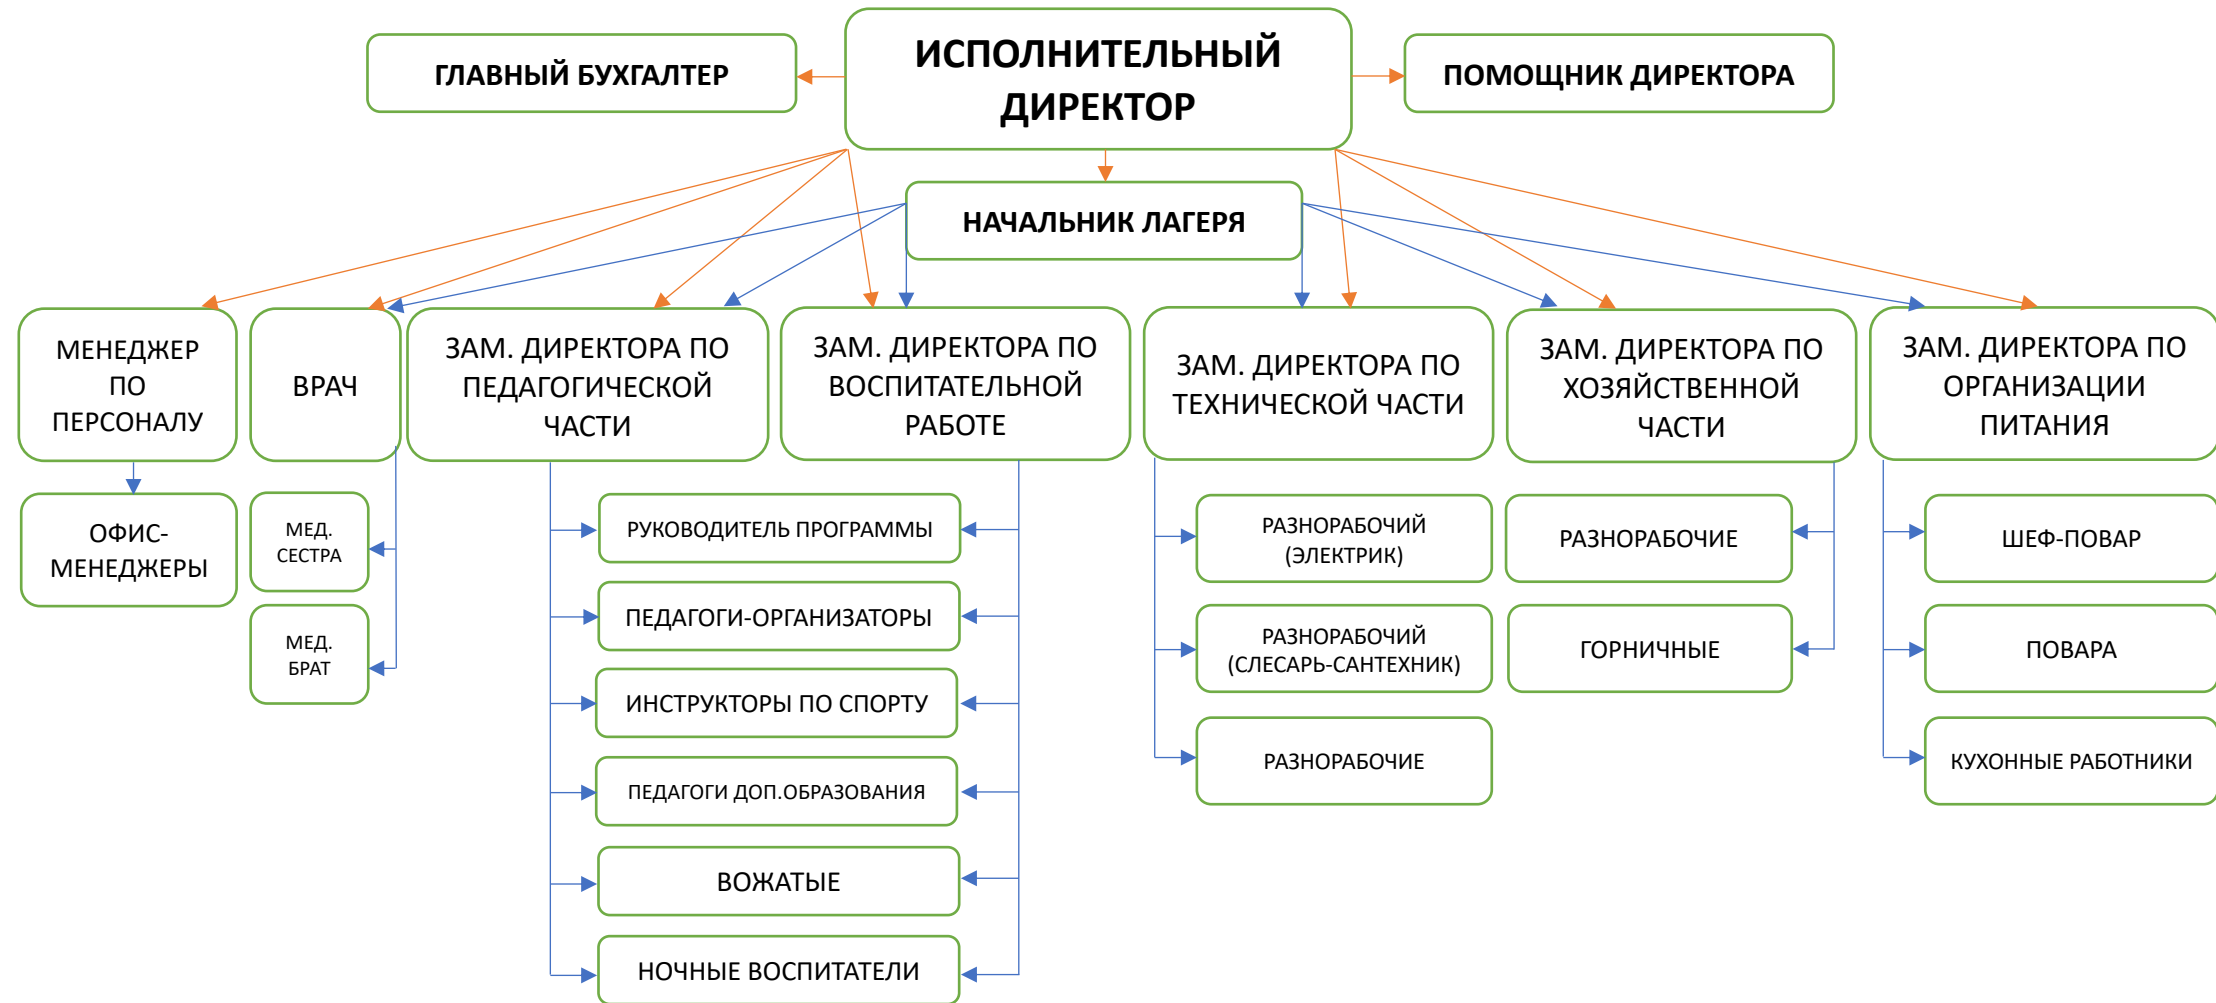 ГЛАВНЫЙ БУХГАЛТЕР
ИСПОЛНИТЕЛЬНЫЙ
ДИРЕКТОР
ПОМОЩНИК ДИРЕКТОРА
НАЧАЛЬНИК ЛАГЕРЯ
МЕНЕДЖЕР
ПО
ПЕРСОНАЛУ
ВРАЧ
ЗАМ. ДИРЕКТОРА ПО
ПЕДАГОГИЧЕСКОЙ
ЧАСТИ
ЗАМ. ДИРЕКТОРА ПО
ВОСПИТАТЕЛЬНОЙ
РАБОТЕ
ЗАМ. ДИРЕКТОРА ПО
ТЕХНИЧЕСКОЙ ЧАСТИ
ЗАМ. ДИРЕКТОРА ПО
ХОЗЯЙСТВЕННОЙ
ЧАСТИ
ЗАМ. ДИРЕКТОРА ПО
ОРГАНИЗАЦИИ
ПИТАНИЯ
ОФИС-
МЕНЕДЖЕРЫ
МЕД.
СЕСТРА
МЕД.
БРАТ
РУКОВОДИТЕЛЬ ПРОГРАММЫ
ПЕДАГОГИ-ОРГАНИЗАТОРЫ
ИНСТРУКТОРЫ ПО СПОРТУ
ПЕДАГОГИ ДОП.ОБРАЗОВАНИЯ
ВОЖАТЫЕ
НОЧНЫЕ ВОСПИТАТЕЛИ
РАЗНОРАБОЧИЙ
(ЭЛЕКТРИК)
РАЗНОРАБОЧИЙ
(СЛЕСАРЬ-САНТЕХНИК)
РАЗНОРАБОЧИЕ
РАЗНОРАБОЧИЕ
ГОРНИЧНЫЕ
ШЕФ-ПОВАР
ПОВАРА
КУХОННЫЕ РАБОТНИКИ